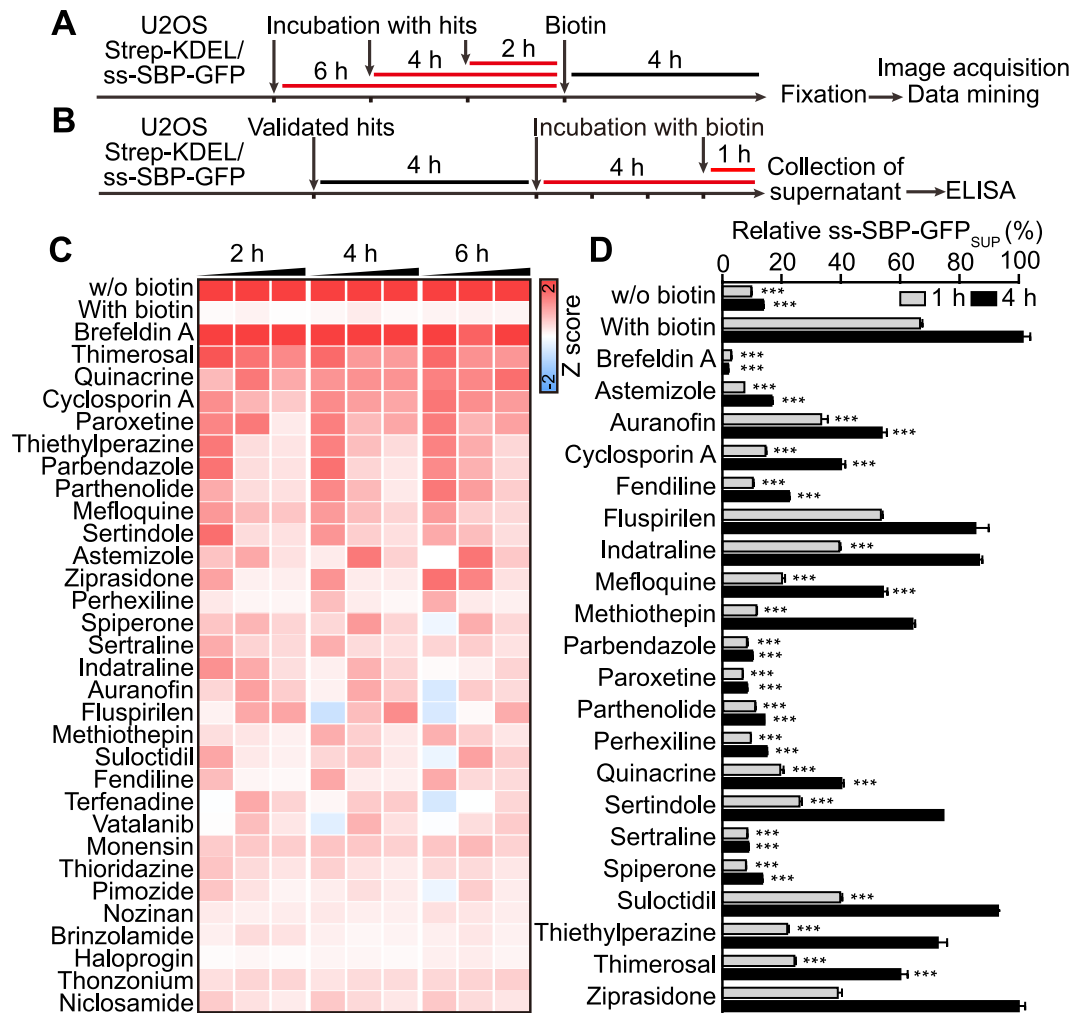 A
U2OS
Strep-KDEL/
ss-SBP-GFP
Incubation with hits
Biotin
6 h
4 h
2 h
4 h
Fixation
Image acquisition
Data mining
B
U2OS
Strep-KDEL/
ss-SBP-GFP
Validated hits
Incubation with biotin
4 h
4 h
1 h
Collection of
supernatant
ELISA
C
2 h
4 h
6 h
w/o biotin
With biotin
Brefeldin A
Thimerosal
Quinacrine
Cyclosporin A
Paroxetine
Thiethylperazine
Parbendazole
Parthenolide
Mefloquine
Sertindole
Astemizole
Ziprasidone
Perhexiline
Spiperone
Sertraline
Indatraline
Auranofin
Fluspirilen
Methiothepin
Suloctidil
Fendiline
Terfenadine
Vatalanib
Monensin
Thioridazine
Pimozide
Nozinan
Brinzolamide
Haloprogin
Thonzonium
Niclosamide
2
-2
Z score
D
Relative ss-SBP-GFPSUP (%)
0 20 40 60 80 100
1 h 4 h
w/o biotin ***
***
With biotin
Brefeldin A ***
***
Astemizole ***
***
Auranofin ***
***
Cyclosporin A ***
***
Fendiline ***
***
Fluspirilen
Indatraline ***
Mefloquine ***
***
Methiothepin ***
Parbendazole ***
***
Paroxetine ***
***
Parthenolide ***
***
Perhexiline ***
***
Quinacrine ***
***
Sertindole ***
Sertraline ***
***
Spiperone ***
***
Suloctidil ***
Thiethylperazine ***
Thimerosal ***
***
Ziprasidone